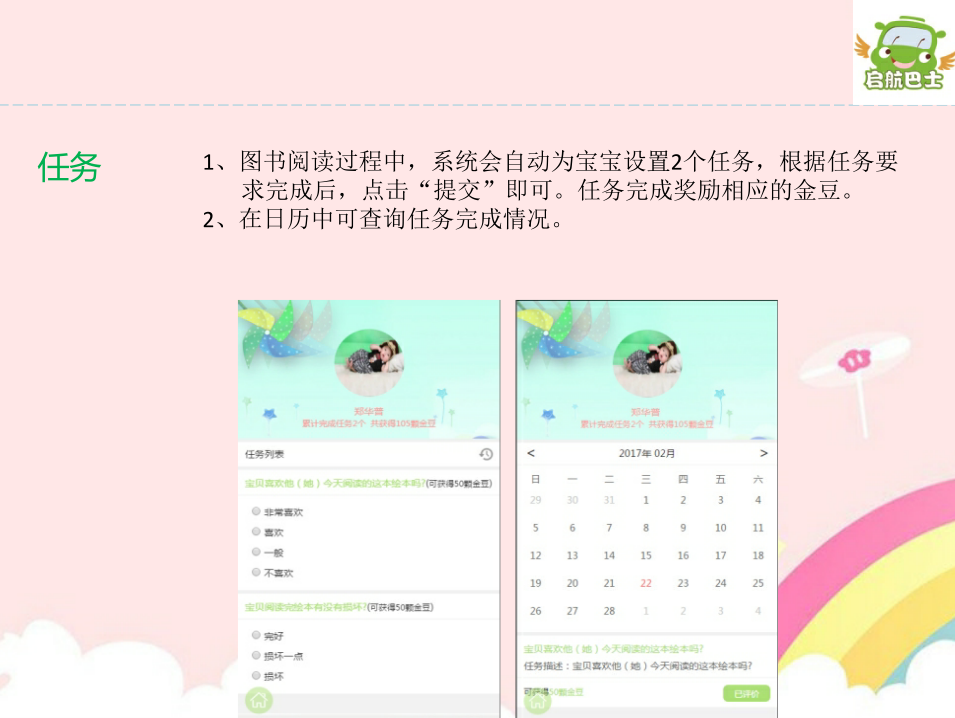 启航巴士
任务
1、图书阅读过程中，系统会自动为宝宝设置2个任务，根据任务要
求完成后，点击“提交”即可。任务完成奖励相应的金豆。
2、在日历中可查询任务完成情况。
郑华晋
累计完成任务2个 共获得105颗金豆
任务列表
宝贝喜欢他（她）今天阅读的这本绘本吗?(可获得50颗金豆)
非常喜欢
喜欢
一般
不喜欢
宝贝阅读完绘本有没有损坏?(可获得50颗金豆)
完好
损坏一点
损坏
郑华晋
累计完成任务2个 共获得105颗金豆
< 2017年 02月 >
日 一 二 三 四 五 六
29 30 31 1 2 3 4
5 6 7 8 9 10 11
12 13 14 15 16 17 18
19 20 21 22 23 24 25
26 27 28 1 2 3 4
宝贝喜欢他（她）今天阅读的这本绘本吗?
任务描述：宝贝喜欢他（她）今天阅读的这本绘本吗?
可获得50颗金豆 已评价